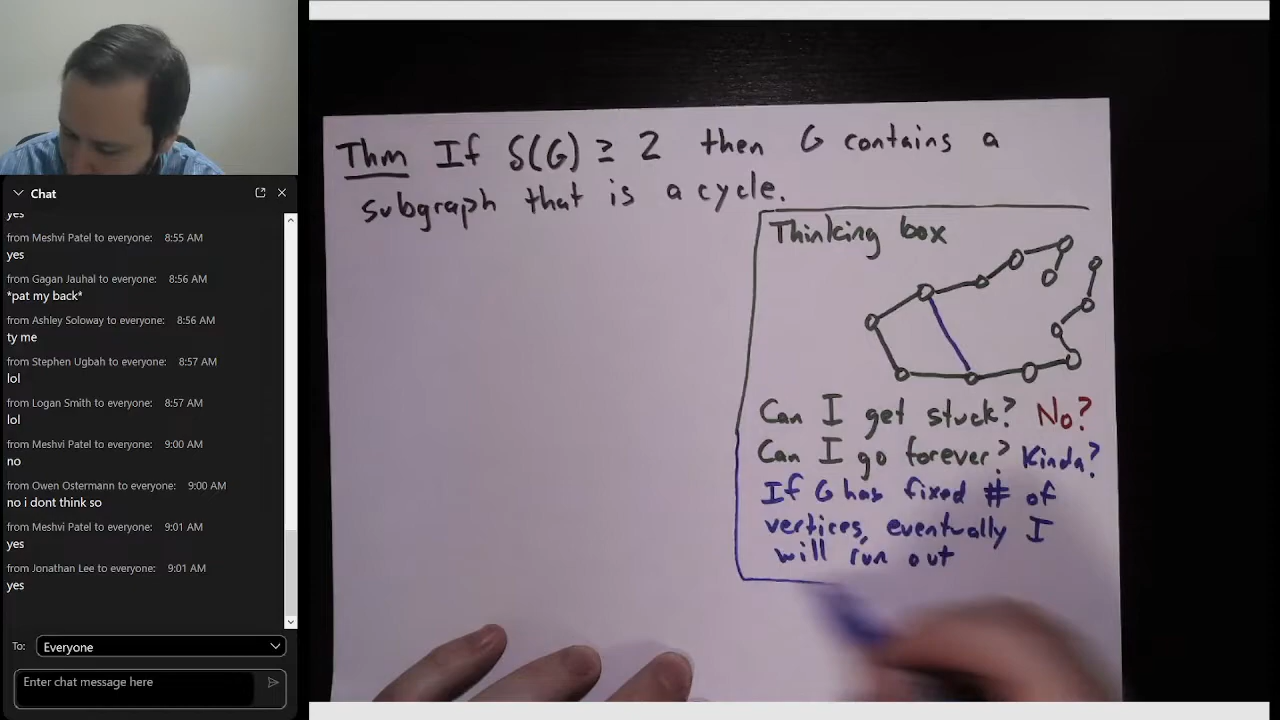 Chat
yes
from Meshvi Patel to everyone: 8:55 AM
yes
from Gagan Jauhal to everyone: 8:56 AM
*pat my back*
from Ashley Soloway to everyone: 8:56 AM
ty me
from Stephen Ugbah to everyone: 8:57 AM
lol
from Logan Smith to everyone: 8:57 AM
lol
from Meshvi Patel to everyone: 9:00 AM
no
from Owen Ostermann to everyone: 9:00 AM
no i dont think so
from Meshvi Patel to everyone: 9:01 AM
yes
from Jonathan Lee to everyone: 9:01 AM
yes
To: Everyone
Enter chat message here
Thm If δ(G) ≥ 2 then G contains a
subgraph that is a cycle.
Thinking box
Can I get stuck? No?
Can I go forever? Kinda?
If G has fixed # of
vertices, eventually I
will run out